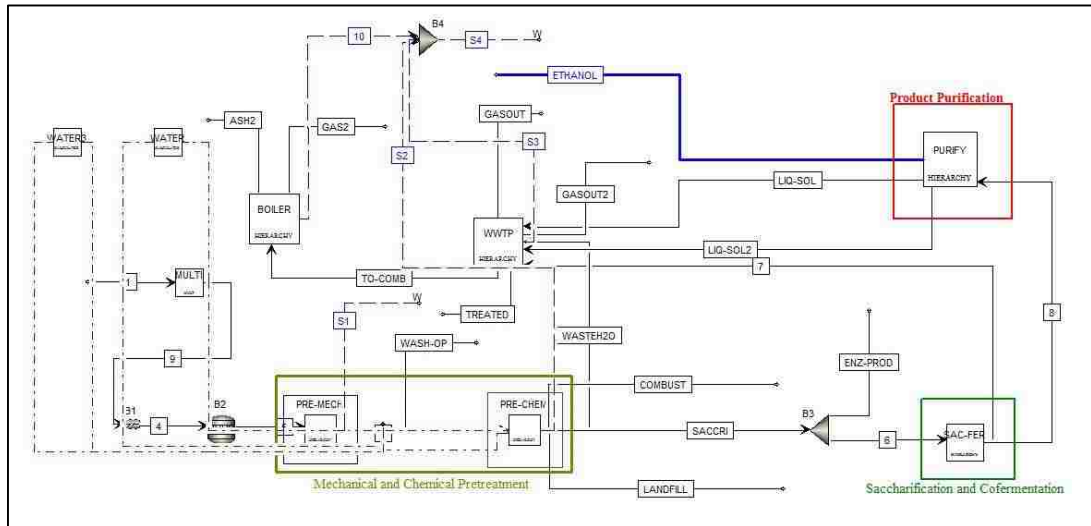 B4
10
S4
W
ETHANOL
Product Purification
ASH2
GASOUT
WATER3
WATER
GAS2
S2
S3
PURIFY
HIERARCHY
GASOUT2
LIQ-SOL
BOILER
HIERARCHY
WWTP
HIERARCHY
LIQ-SOL2
7
1
MULTI
TO-COMB
W
S1
TREATED
WASH-OP
WASTEH2O
8
ENZ-PROD
9
COMBUST
B1
4
B2
PRE-MECH
PRE-CHEM
B3
SACCRI
6
SAC-FER
HIERARCHY
Mechanical and Chemical Pretreatment
LANDFILL
Saccharification and Cofermentation